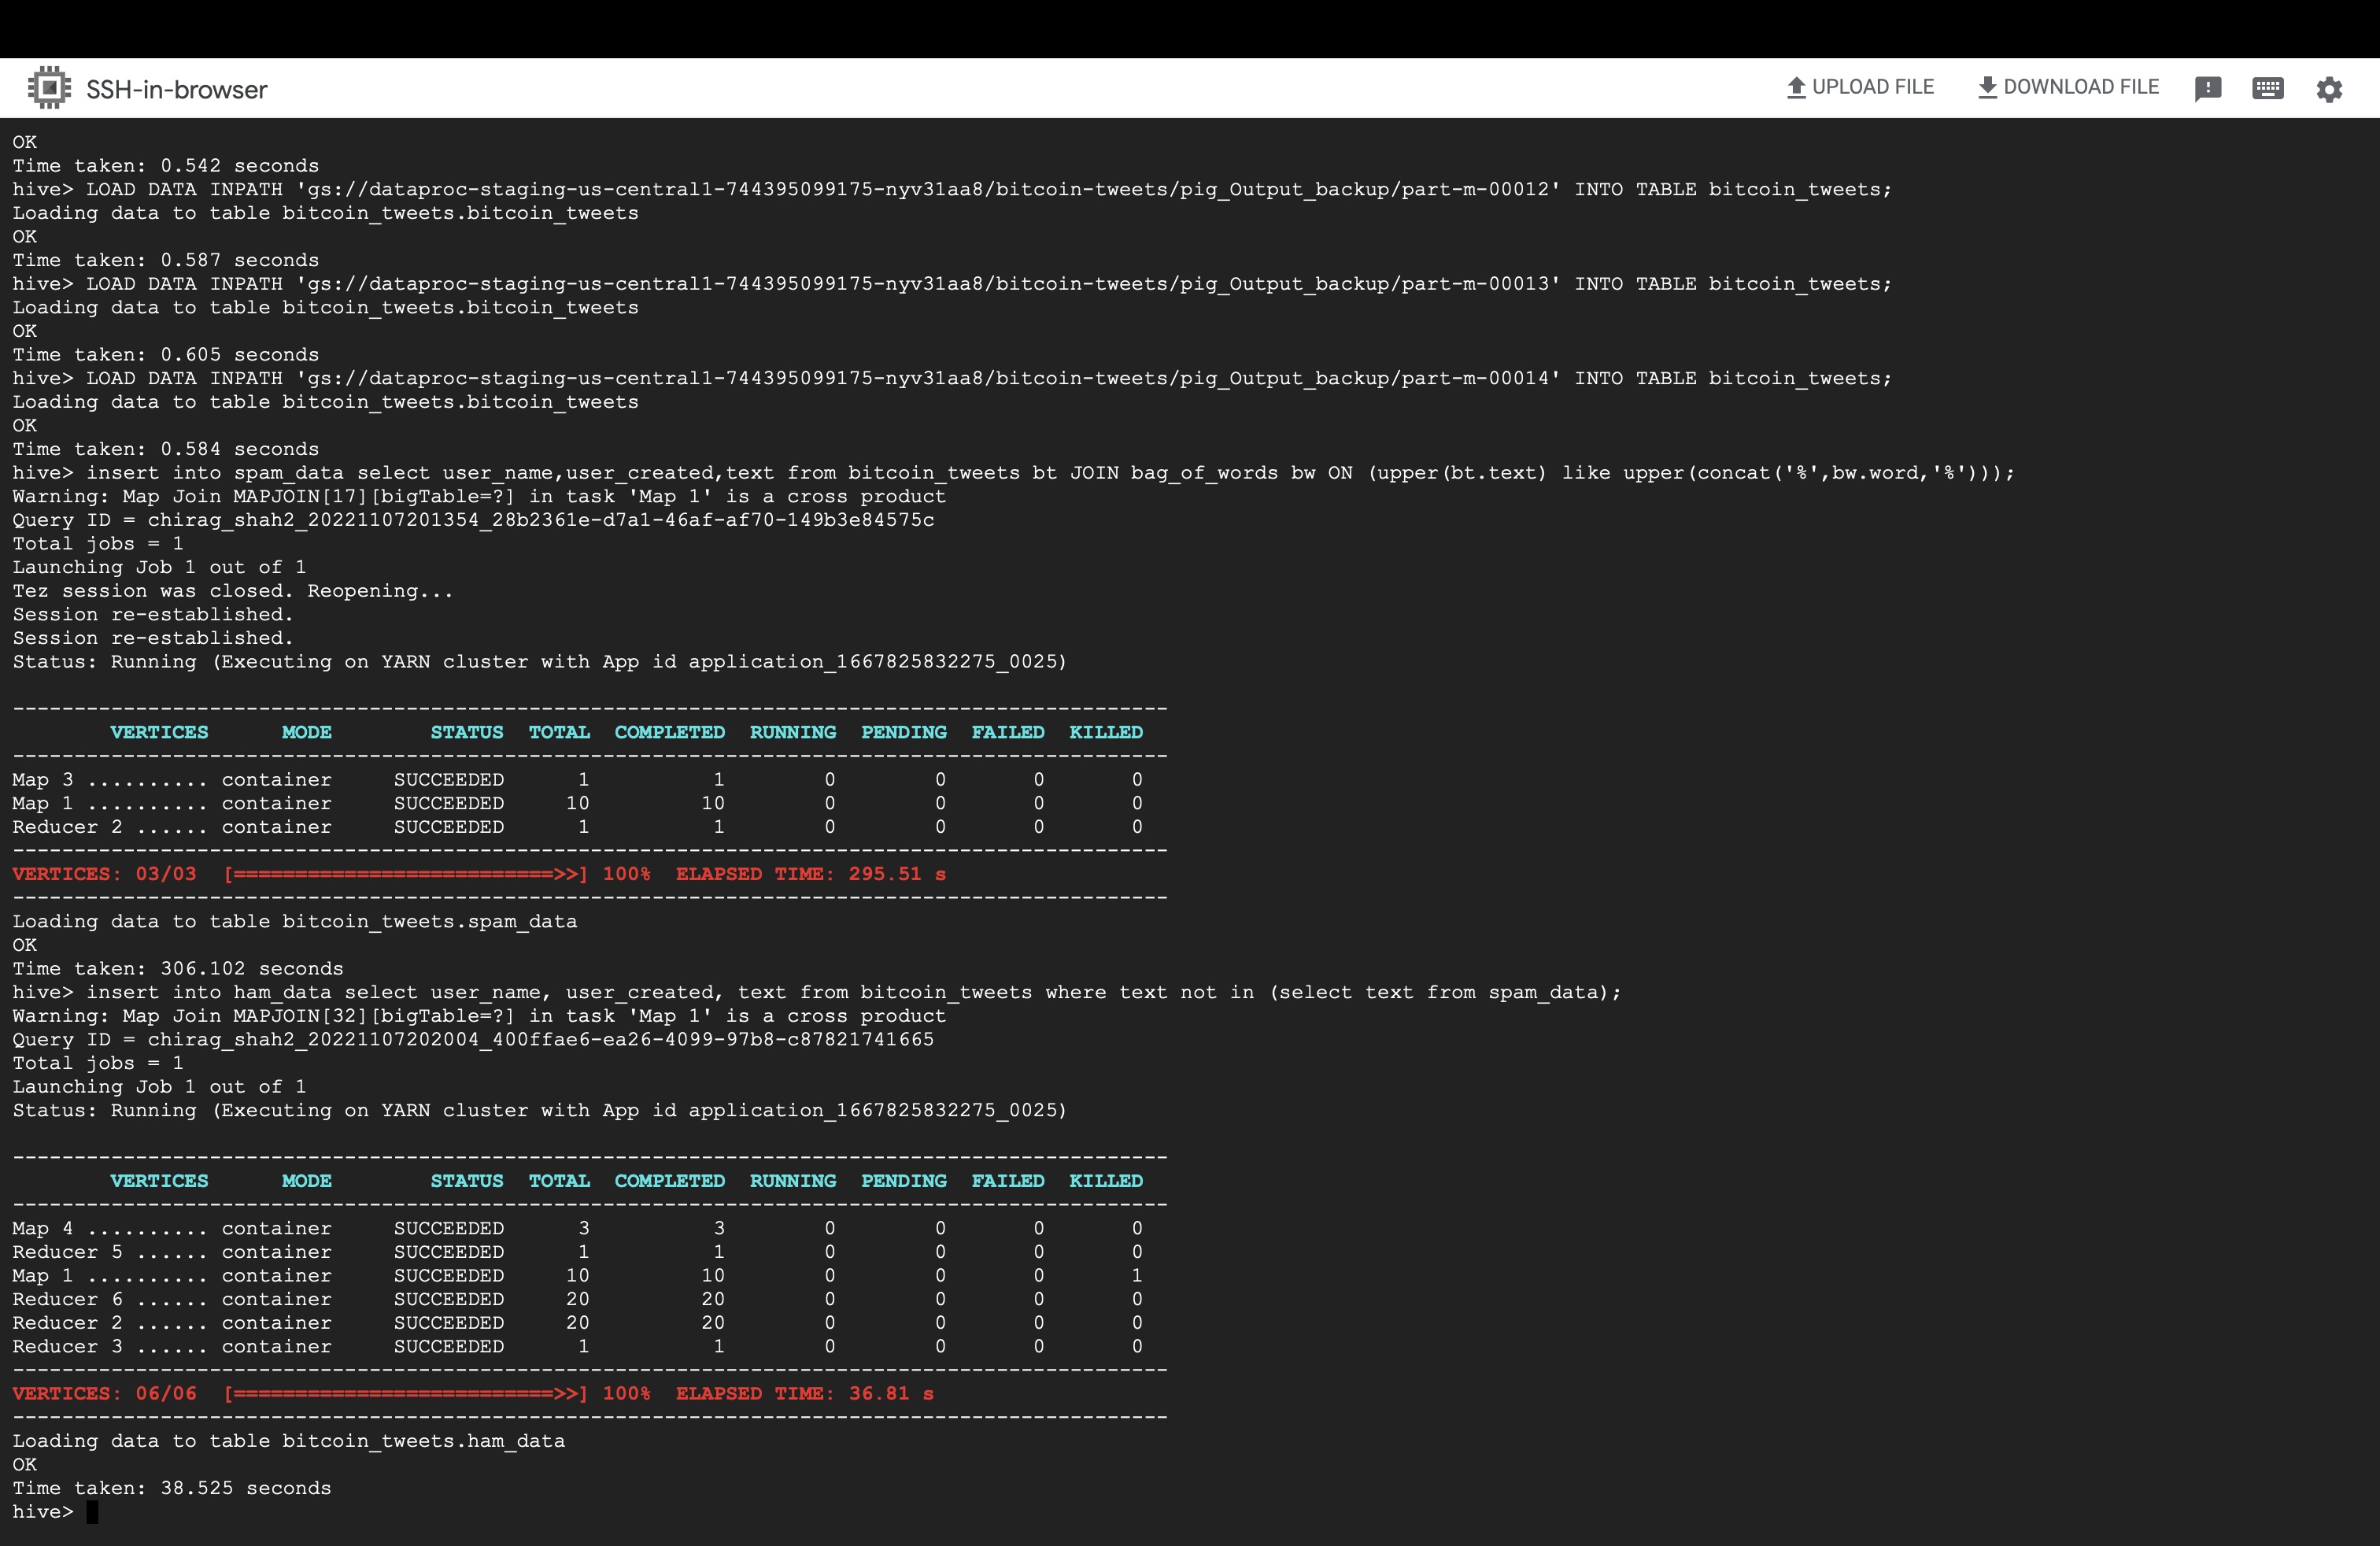 SSH-in-browser
UPLOAD FILE
DOWNLOAD FILE
OK
Time taken: 0.542 seconds
hive> LOAD DATA INPATH 'gs://dataproc-staging-us-central1-744395099175-nyv31aa8/bitcoin-tweets/pig_Output_backup/part-m-00012' INTO TABLE bitcoin_tweets;
Loading data to table bitcoin_tweets.bitcoin_tweets
OK
Time taken: 0.587 seconds
hive> LOAD DATA INPATH 'gs://dataproc-staging-us-central1-744395099175-nyv31aa8/bitcoin-tweets/pig_Output_backup/part-m-00013' INTO TABLE bitcoin_tweets;
Loading data to table bitcoin_tweets.bitcoin_tweets
OK
Time taken: 0.605 seconds
hive> LOAD DATA INPATH 'gs://dataproc-staging-us-central1-744395099175-nyv31aa8/bitcoin-tweets/pig_Output_backup/part-m-00014' INTO TABLE bitcoin_tweets;
Loading data to table bitcoin_tweets.bitcoin_tweets
OK
Time taken: 0.584 seconds
hive> insert into spam_data select user_name,user_created,text from bitcoin_tweets bt JOIN bag_of_words bw ON (upper(bt.text) like upper(concat('%',bw.word,'%')));
Warning: Map Join MAPJOIN[17][bigTable=?] in task 'Map 1' is a cross product
Query ID = chirag_shah2_20221107201354_28b2361e-d7a1-46af-af70-149b3e84575c
Total jobs = 1
Launching Job 1 out of 1
Tez session was closed. Reopening...
Session re-established.
Session re-established.
Status: Running (Executing on YARN cluster with App id application_1667825832275_0025)
----------------------------------------------------------------------------------------------
VERTICES MODE STATUS TOTAL COMPLETED RUNNING PENDING FAILED KILLED
----------------------------------------------------------------------------------------------
Map 3 .......... container SUCCEEDED 1 1 0 0 0 0
Map 1 .......... container SUCCEEDED 10 10 0 0 0 0
Reducer 2 ...... container SUCCEEDED 1 1 0 0 0 0
----------------------------------------------------------------------------------------------
VERTICES: 03/03 [==========================>>] 100% ELAPSED TIME: 295.51 s
----------------------------------------------------------------------------------------------
Loading data to table bitcoin_tweets.spam_data
OK
Time taken: 306.102 seconds
hive> insert into ham_data select user_name, user_created, text from bitcoin_tweets where text not in (select text from spam_data);
Warning: Map Join MAPJOIN[32][bigTable=?] in task 'Map 1' is a cross product
Query ID = chirag_shah2_20221107202004_400ffae6-ea26-4099-97b8-c87821741665
Total jobs = 1
Launching Job 1 out of 1
Status: Running (Executing on YARN cluster with App id application_1667825832275_0025)
----------------------------------------------------------------------------------------------
VERTICES MODE STATUS TOTAL COMPLETED RUNNING PENDING FAILED KILLED
----------------------------------------------------------------------------------------------
Map 4 .......... container SUCCEEDED 3 3 0 0 0 0
Reducer 5 ...... container SUCCEEDED 1 1 0 0 0 0
Map 1 .......... container SUCCEEDED 10 10 0 0 0 1
Reducer 6 ...... container SUCCEEDED 20 20 0 0 0 0
Reducer 2 ...... container SUCCEEDED 20 20 0 0 0 0
Reducer 3 ...... container SUCCEEDED 1 1 0 0 0 0
----------------------------------------------------------------------------------------------
VERTICES: 06/06 [==========================>>] 100% ELAPSED TIME: 36.81 s
----------------------------------------------------------------------------------------------
Loading data to table bitcoin_tweets.ham_data
OK
Time taken: 38.525 seconds
hive>